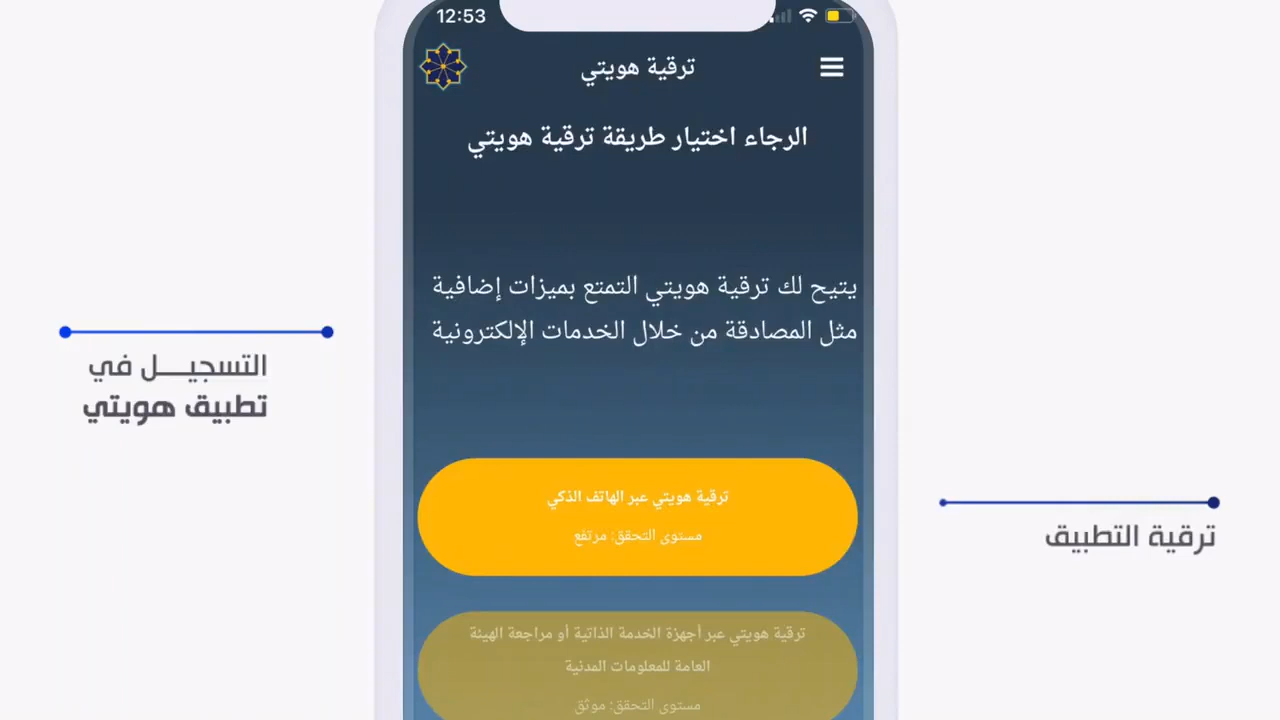 12:53
ترقية هويتي
الرجاء اختيار طريقة ترقية هويتي
يتيح لك ترقية هويتي التمتع بميزات إضافية
مثل المصادقة من خلال الخدمات الإلكترونية
ترقية هويتي عبر الهاتف الذكي
مستوى التحقق: مرتفع
ترقية هويتي عبر أجهزة الخدمة الذاتية أو مراجعة الهيئة
العامة للمعلومات المدنية
مستوى التحقق: موثق
ترقية التطبيق
التسجيـــل في
تطبيق هويتي